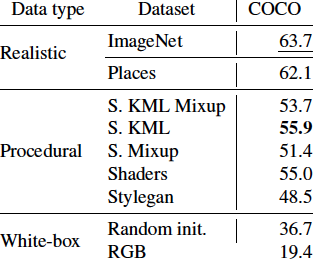 Data type Dataset COCO
Realistic ImageNet 63.7
Places 62.1
Procedural S. KML Mixup 53.7
S. KML 55.9
S. Mixup 51.4
Shaders 55.0
Stylegan 48.5
White-box Random init. 36.7
RGB 19.4